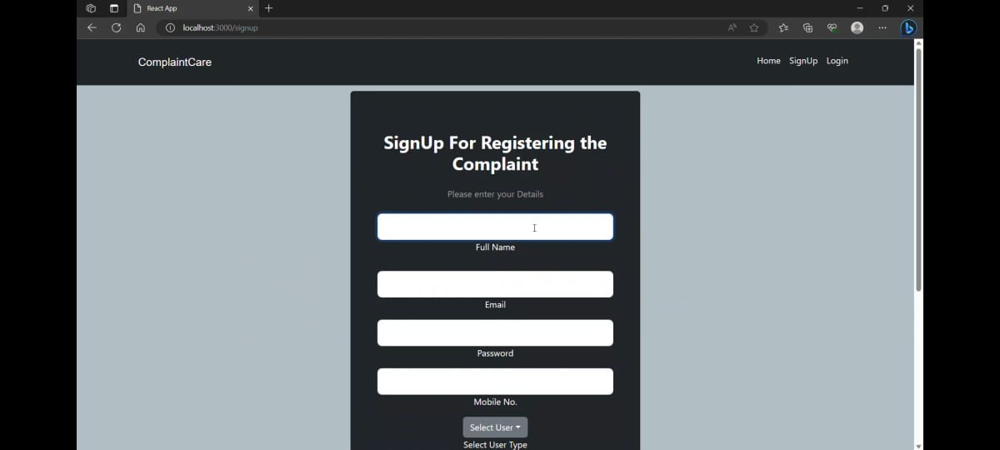 React App
localhost:3000/signup
ComplaintCare
Home SignUp Login
SignUp For Registering the
Complaint
Please enter your Details
Full Name
Email
Password
Mobile No.
Select User
Select User Type